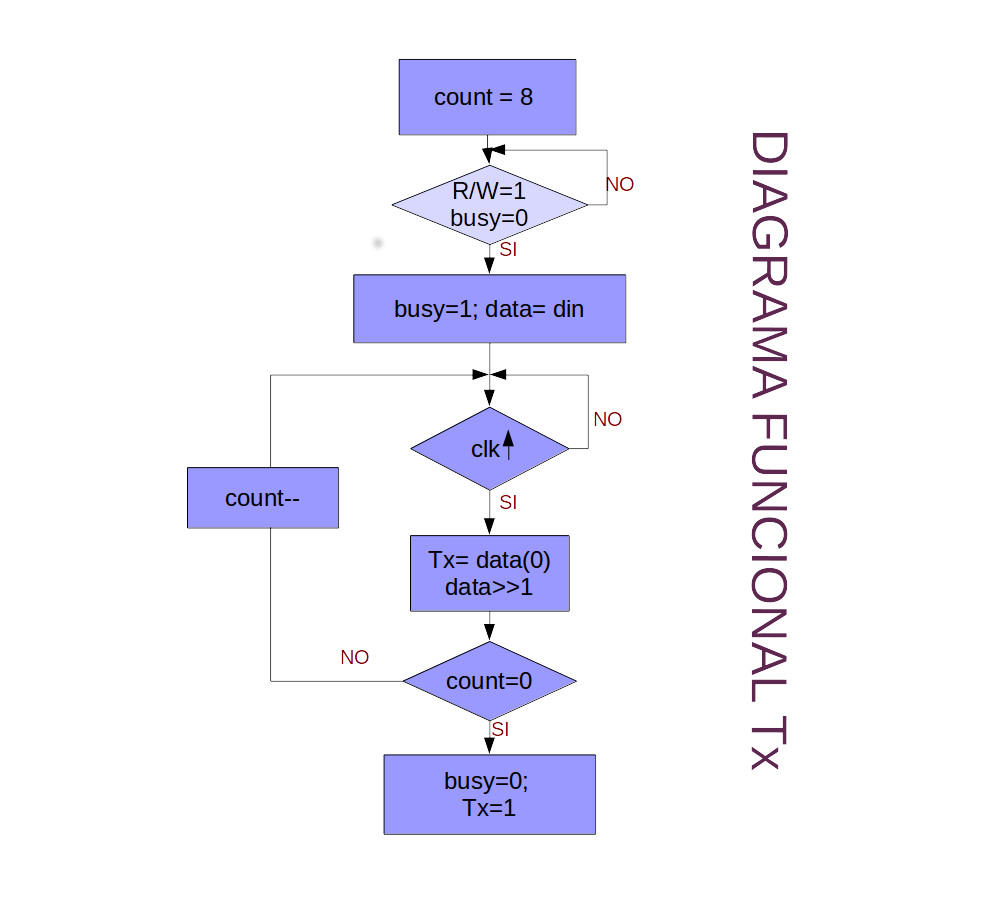 count = 8
R/W=1
busy=0
NO
SI
busy=1; data= din
clk
NO
SI
count--
Tx= data(0)
data>>1
count=0
NO
SI
busy=0;
Tx=1
DIAGRAMA FUNCIONAL Tx